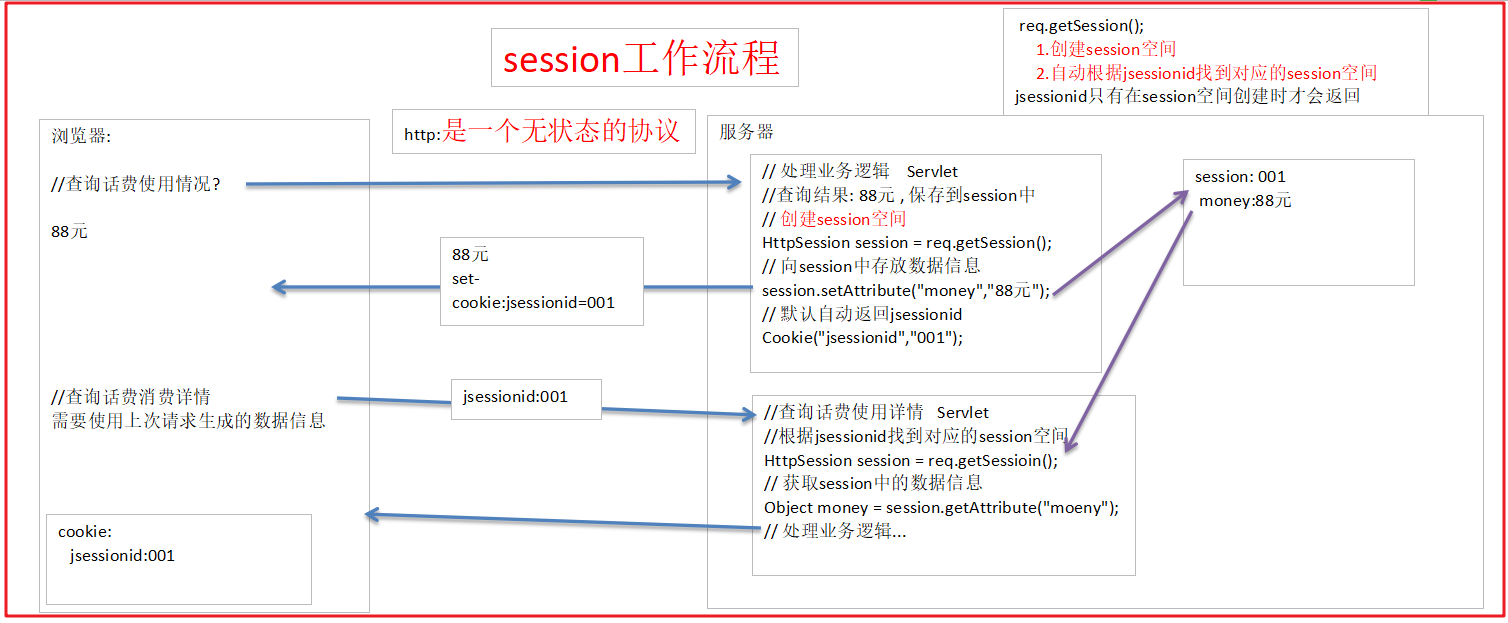 session工作流程
req.getSession();
1.创建session空间
2.自动根据jsessionid找到对应的session空间
jsessionid只有在session空间创建时才会返回
http:是一个无状态的协议
浏览器:
//查询话费使用情况?
88元
88元
set-
cookie:jsessionid=001
//查询话费消费详情
需要使用上次请求生成的数据信息
jsessionid:001
cookie:
jsessionid:001
服务器
// 处理业务逻辑 Servlet
//查询结果: 88元 , 保存到session中
// 创建session空间
HttpSession session = req.getSession();
// 向session中存放数据信息
session.setAttribute("money","88元");
// 默认自动返回jsessionid
Cookie("jsessionid","001");
session: 001
money:88元
//查询话费使用详情 Servlet
//根据jsessionid找到对应的session空间
HttpSession session = req.getSessioin();
// 获取session中的数据信息
Object money = session.getAttribute("moeny");
// 处理业务逻辑...